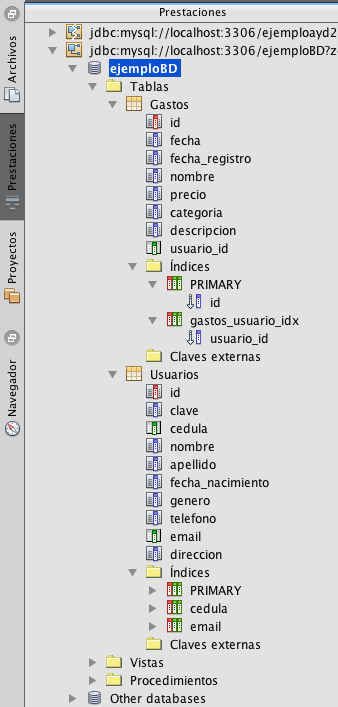 Prestaciones
jdbc:mysql://localhost:3306/ejemploayd2
jdbc:mysql://localhost:3306/ejemploBD?z
ejemploBD
Tablas
Gastos
id
fecha
fecha_registro
nombre
precio
categoria
descripcion
usuario_id
Índices
PRIMARY
id
gastos_usuario_idx
usuario_id
Claves externas
Usuarios
id
clave
cedula
nombre
apellido
fecha_nacimiento
genero
telefono
email
direccion
Índices
PRIMARY
cedula
email
Claves externas
Vistas
Procedimientos
Other databases
Archivos
Prestaciones
Proyectos
Navegador